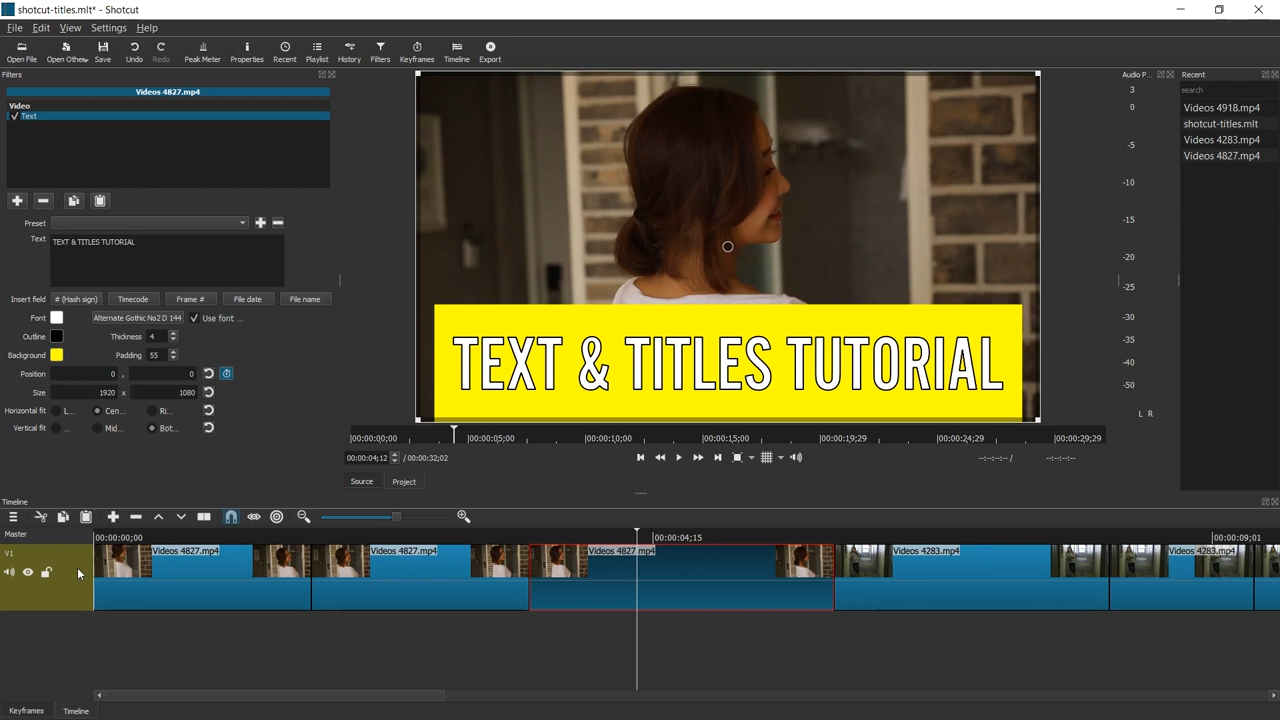 shotcut-titles.mlt* - Shotcut
File Edit View Settings Help
Open File Open Other Save Undo Redo Peak Meter Properties Recent Playlist History Filters Keyframes Timeline Export
Filters
Audio P... Recent
Videos 4827.mp4
search
Video
Text
3
0
-5
-10
-15
-20
-25
-30
-35
-40
-50
L R
Videos 4918.mp4
shotcut-titles.mlt
Videos 4283.mp4
Videos 4827.mp4
Preset
Text TEXT & TITLES TUTORIAL
Insert field # (Hash sign) Timecode Frame # File date File name
Font Alternate Gothic No2 D 144 Use font ...
Outline Thickness 4
Background Padding 55
Position 0 , 0
Size 1920 x 1080
Horizontal fit L... Cen... Ri...
Vertical fit ... Mid... Bot...
TEXT & TITLES TUTORIAL
00:00:00;00 00:00:05;00 00:00:10;00 00:00:15;00 00:00:19;29 00:00:24;29 00:00:29;29
00:00:04;12 / 00:00:32;02 --:--:--:-- / --:--:--:--
Source Project
Timeline
Master 00:00:00;00 00:00:04;15 00:00:09;01
V1 Videos 4827.mp4 Videos 4827.mp4 Videos 4827.mp4 Videos 4283.mp4 Videos 4283.mp4
Keyframes Timeline